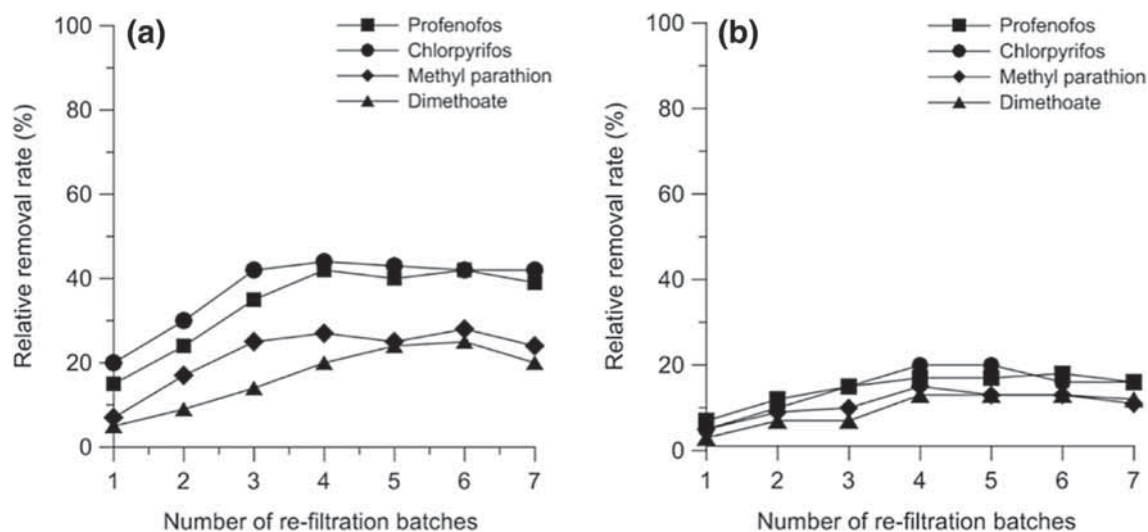 (a)
Profenofos
Chlorpyrifos
Methyl parathion
Dimethoate
Relative removal rate (%)
100
80
60
40
20
0
1 2 3 4 5 6 7
Number of re-filtration batches
(b)
Profenofos
Chlorpyrifos
Methyl parathion
Dimethoate
Relative removal rate (%)
100
80
60
40
20
0
1 2 3 4 5 6 7
Number of re-filtration batches